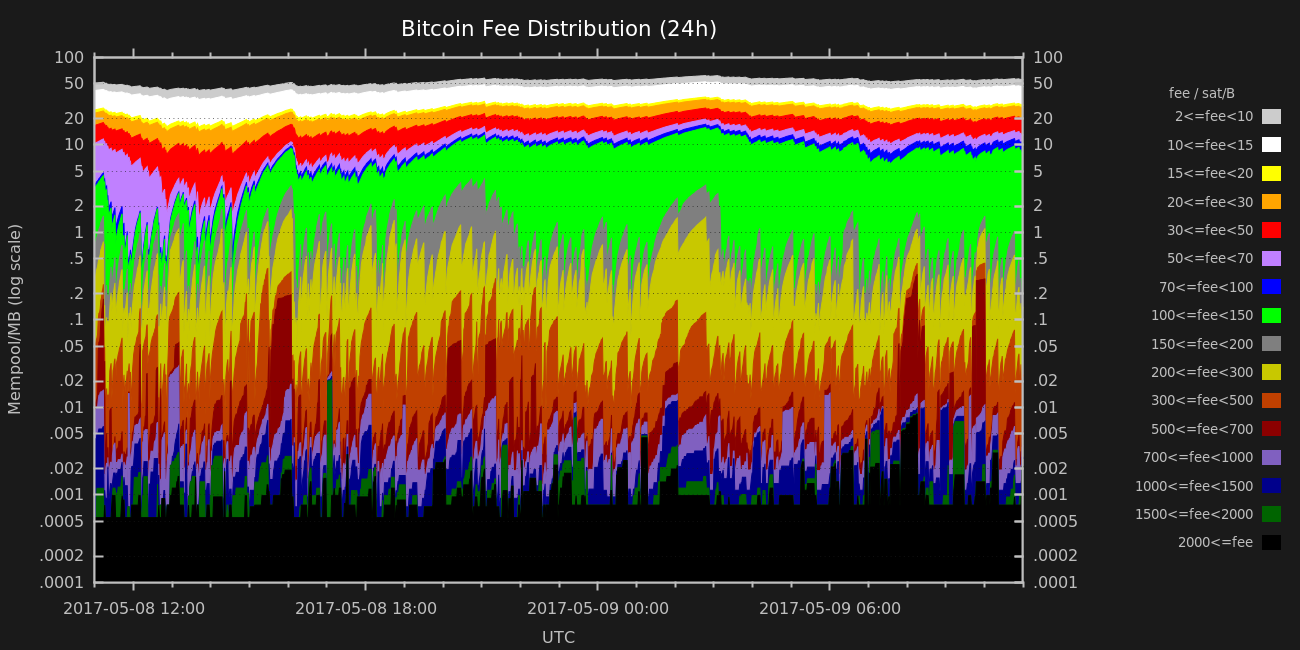 Bitcoin Fee Distribution (24h)
100
50
20
10
5
2
1
.5
.2
.1
.05
.02
.01
.005
.002
.001
.0005
.0002
.0001
Mempool/MB (log scale)
100
50
20
10
5
2
1
.5
.2
.1
.05
.02
.01
.005
.002
.001
.0005
.0002
.0001
fee / sat/B
2<=fee<10
10<=fee<15
15<=fee<20
20<=fee<30
30<=fee<50
50<=fee<70
70<=fee<100
100<=fee<150
150<=fee<200
200<=fee<300
300<=fee<500
500<=fee<700
700<=fee<1000
1000<=fee<1500
1500<=fee<2000
2000<=fee
2017-05-08 12:00
2017-05-08 18:00
2017-05-09 00:00
2017-05-09 06:00
UTC